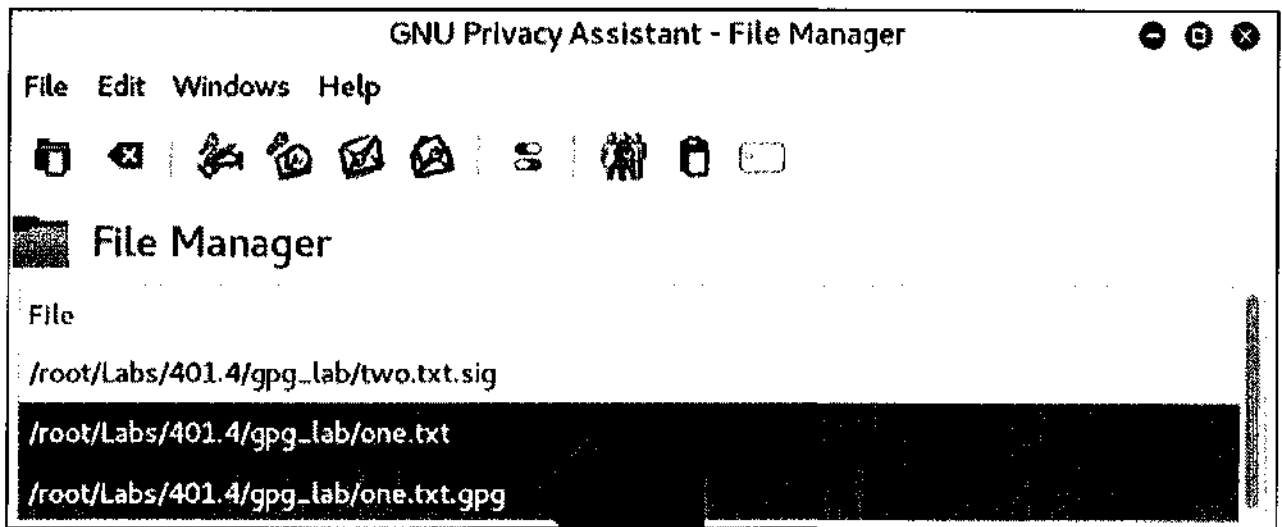 GNU Privacy Assistant - File Manager
File Edit Windows Help
File Manager
File
/root/Labs/401.4/gpg_lab/two.txt.sig
/root/Labs/401.4/gpg_lab/one.txt
/root/Labs/401.4/gpg_lab/one.txt.gpg